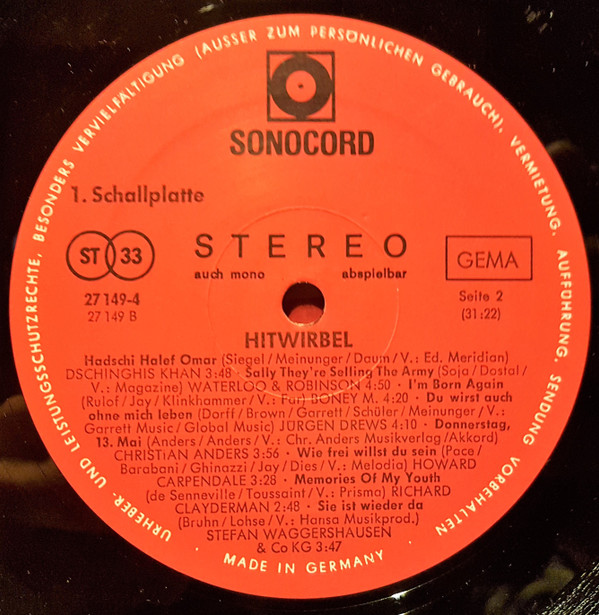 URHEBER- UND LEISTUNGSSCHUTZRECHTE, BESONDERS VERVIELFÄLTIGUNG (AUSSER ZUM PERSÖNLICHEN GEBRAUCH), VERMIETUNG, AUFFÜHRUNG, SENDUNG VORBEHALTEN
SONOCORD
1. Schallplatte
ST 33
STEREO
auch mono abspielbar
GEMA
27 149-4
27 149 B
Seite 2
(31:22)
HITWIRBEL
Hadschi Halef Omar (Siegel/Meinunger/Daum/V.: Ed. Meridian)
DSCHINGHIS KHAN 3:48 · Sally They're Selling The Army (Soja/Dostal/
V.: Magazine) WATERLOO & ROBINSON 4:50 · I'm Born Again
(Rulof/Jay/Klinkhammer/V.: Far) BONEY M. 4:20 · Du wirst auch
ohne mich leben (Dorff/Brown/Garrett/Schüler/Meinunger/V.:
Garrett Music/Global Music) JÜRGEN DREWS 4:10 · Donnerstag,
13. Mai (Anders/Anders/V.: Chr. Anders Musikverlag/Akkord)
CHRISTIAN ANDERS 3:56 · Wie frei willst du sein (Pace/
Barabani/Ghinazzi/Jay/Dies/V.: Melodia) HOWARD
CARPENDALE 3:28 · Memories Of My Youth
(de Senneville/Toussaint/V.: Prisma) RICHARD
CLAYDERMAN 2:48 · Sie ist wieder da
(Bruhn/Lohse/V.: Hansa Musikprod.)
STEFAN WAGGERSHAUSEN
& Co KG 3:47
· MADE IN GERMANY ·